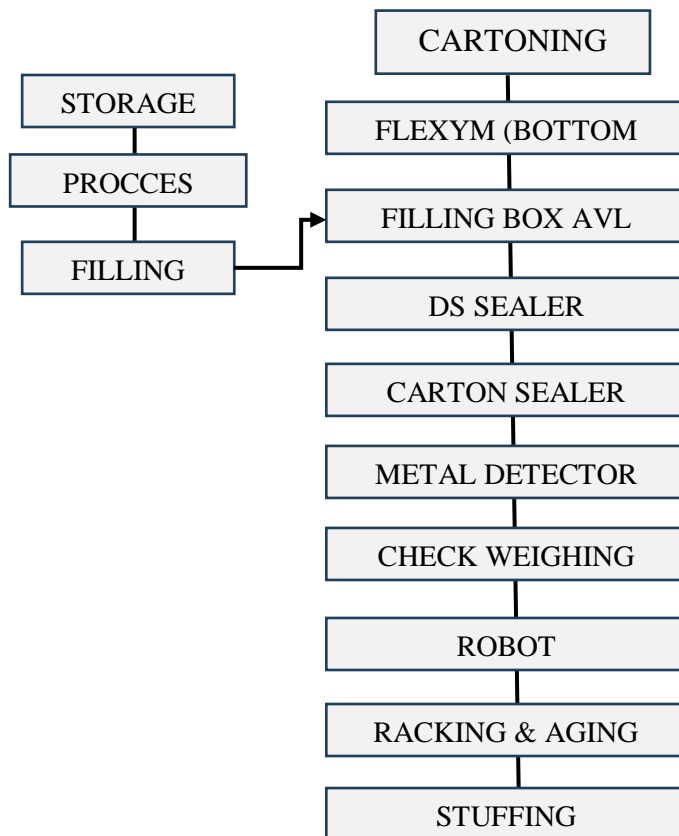 CARTONING
STORAGE
FLEXYM (BOTTOM
PROCCES
FILLING BOX AVL
FILLING
DS SEALER
CARTON SEALER
METAL DETECTOR
CHECK WEIGHING
ROBOT
RACKING & AGING
STUFFING